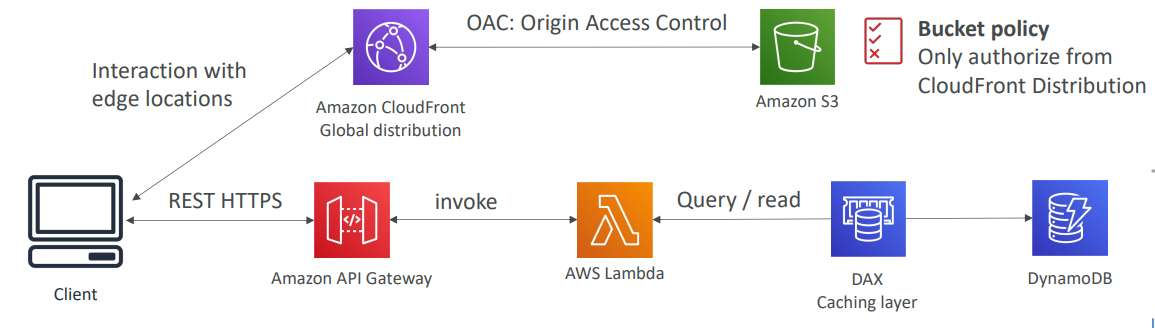 OAC: Origin Access Control
Bucket policy
Only authorize from
CloudFront Distribution
Interaction with
edge locations
Amazon CloudFront
Global distribution
Amazon S3
REST HTTPS
invoke
Query / read
Client
Amazon API Gateway
AWS Lambda
DAX
Caching layer
DynamoDB